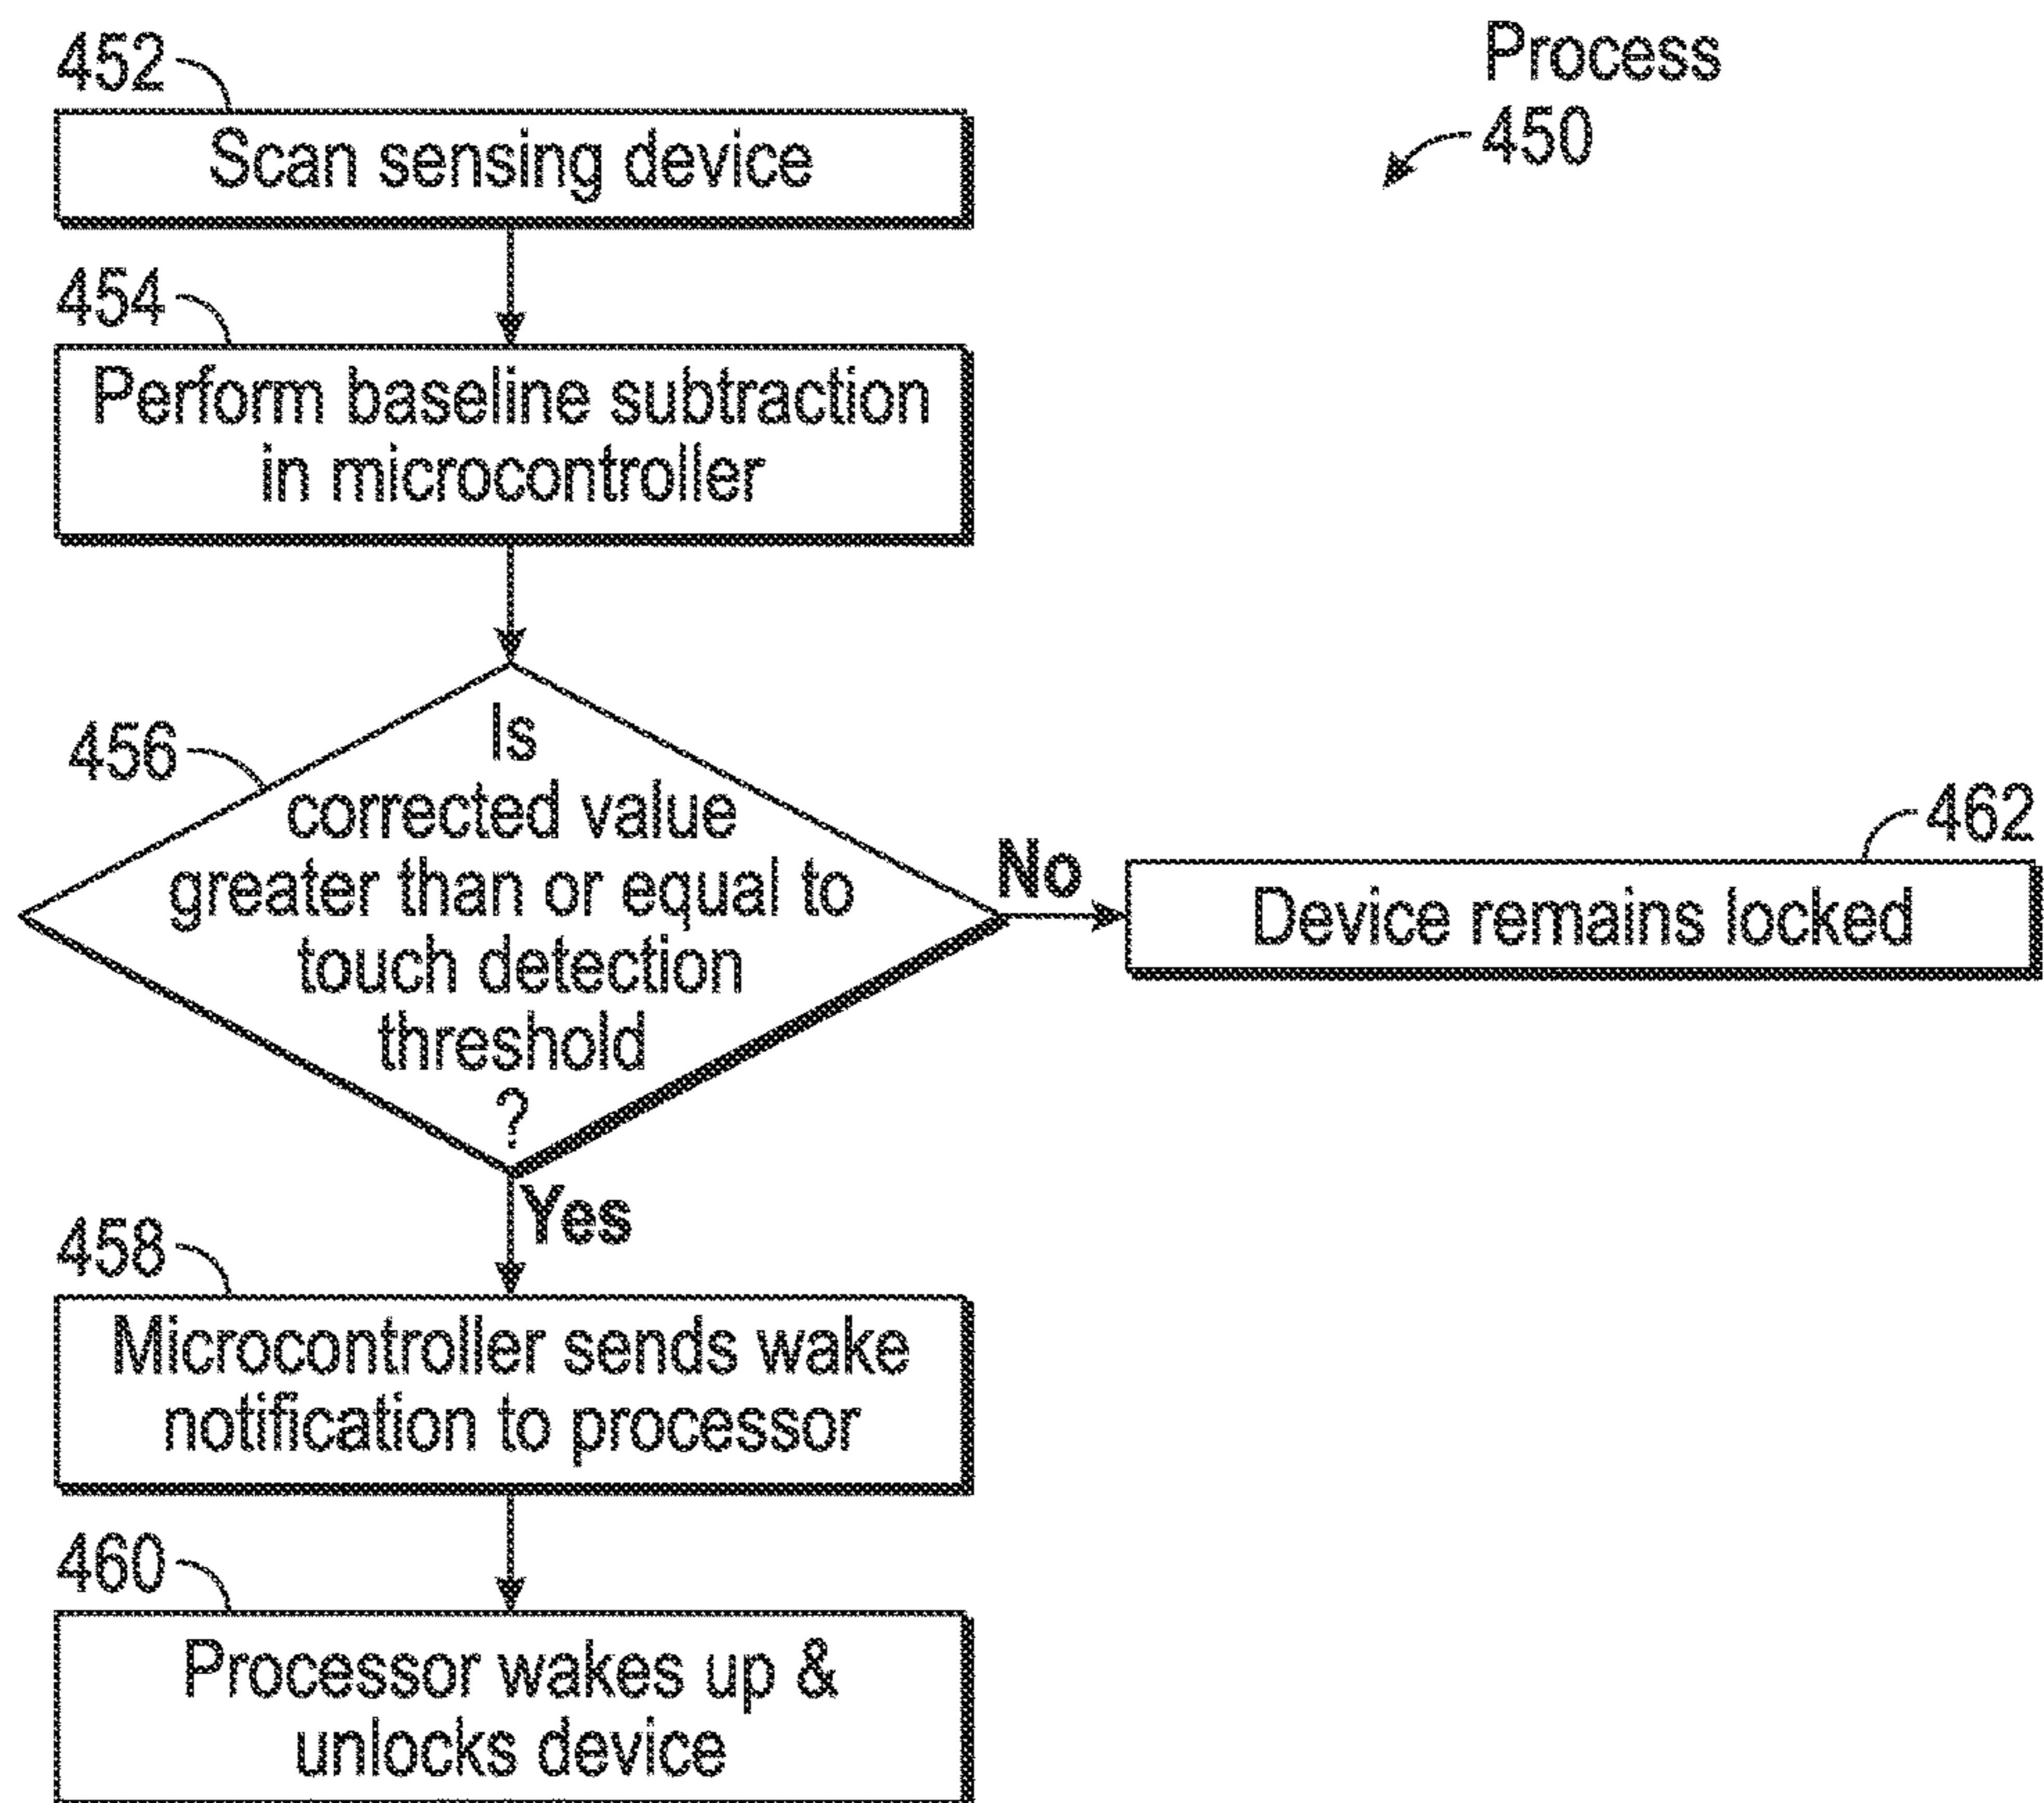 Process
450
452
Scan sensing device
454
Perform baseline subtraction
in microcontroller
456
Is
corrected value
greater than or equal to
touch detection
threshold
?
No
462
Device remains locked
Yes
458
Microcontroller sends wake
notification to processor
460
Processor wakes up &
unlocks device